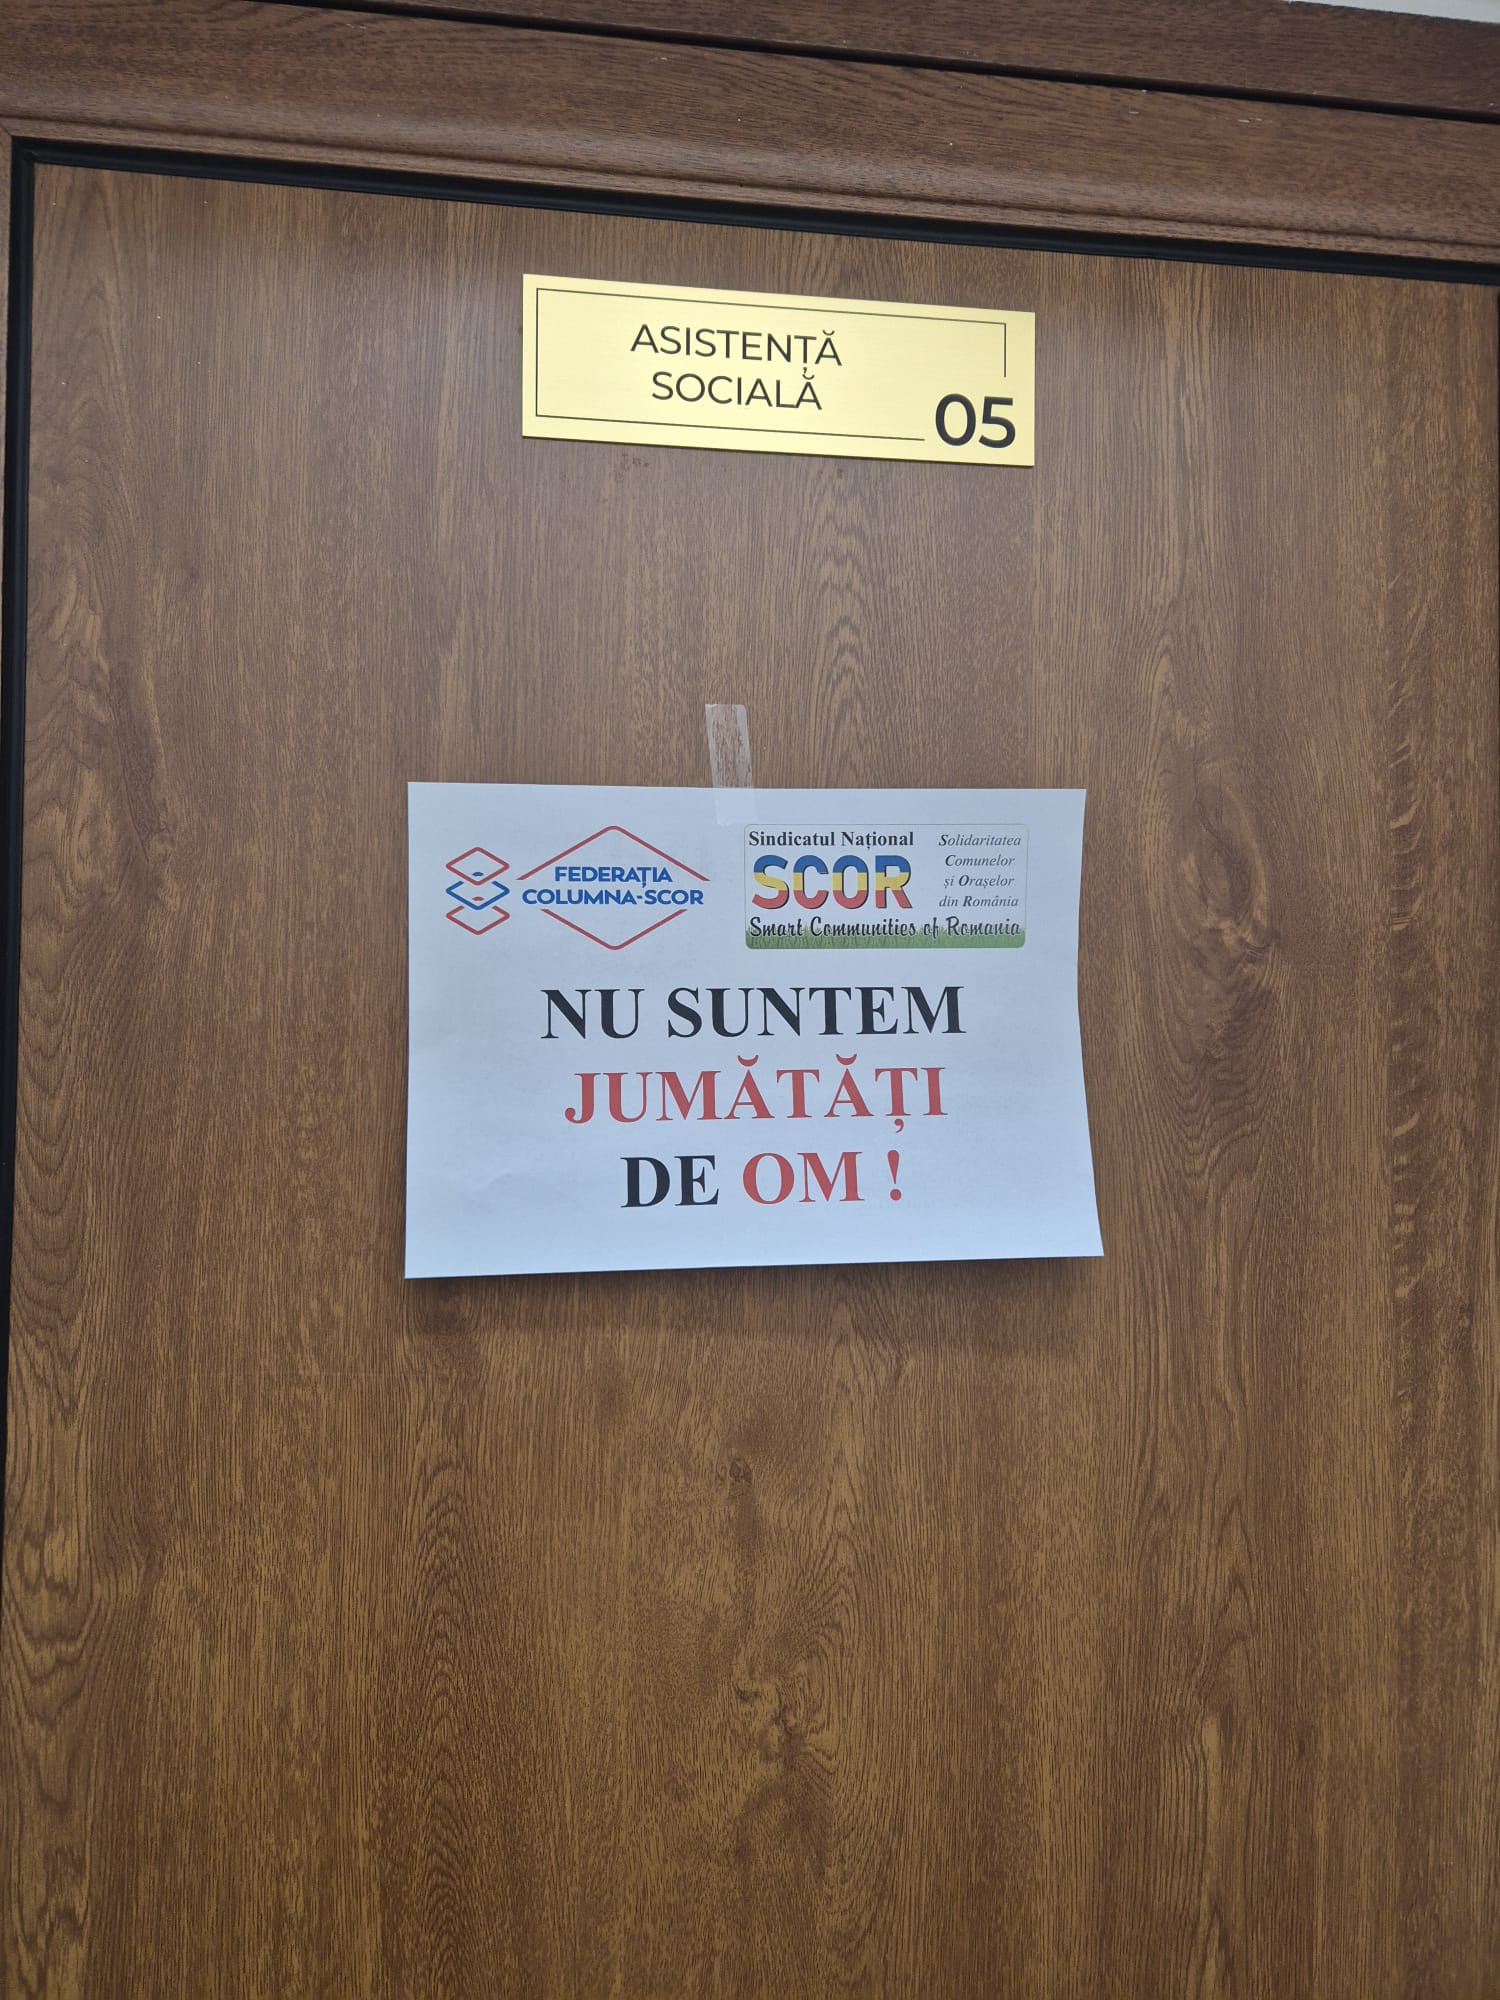 ASISTENȚĂ
SOCIALĂ
05
FEDERAȚIA
COLUMNA-SCOR
Sindicatul Național
SCOR
Solidaritatea
Comunelor
și Orașelor
din România
Smart Communities of Romania
NU SUNTEM
JUMĂTĂȚI
DE OM !